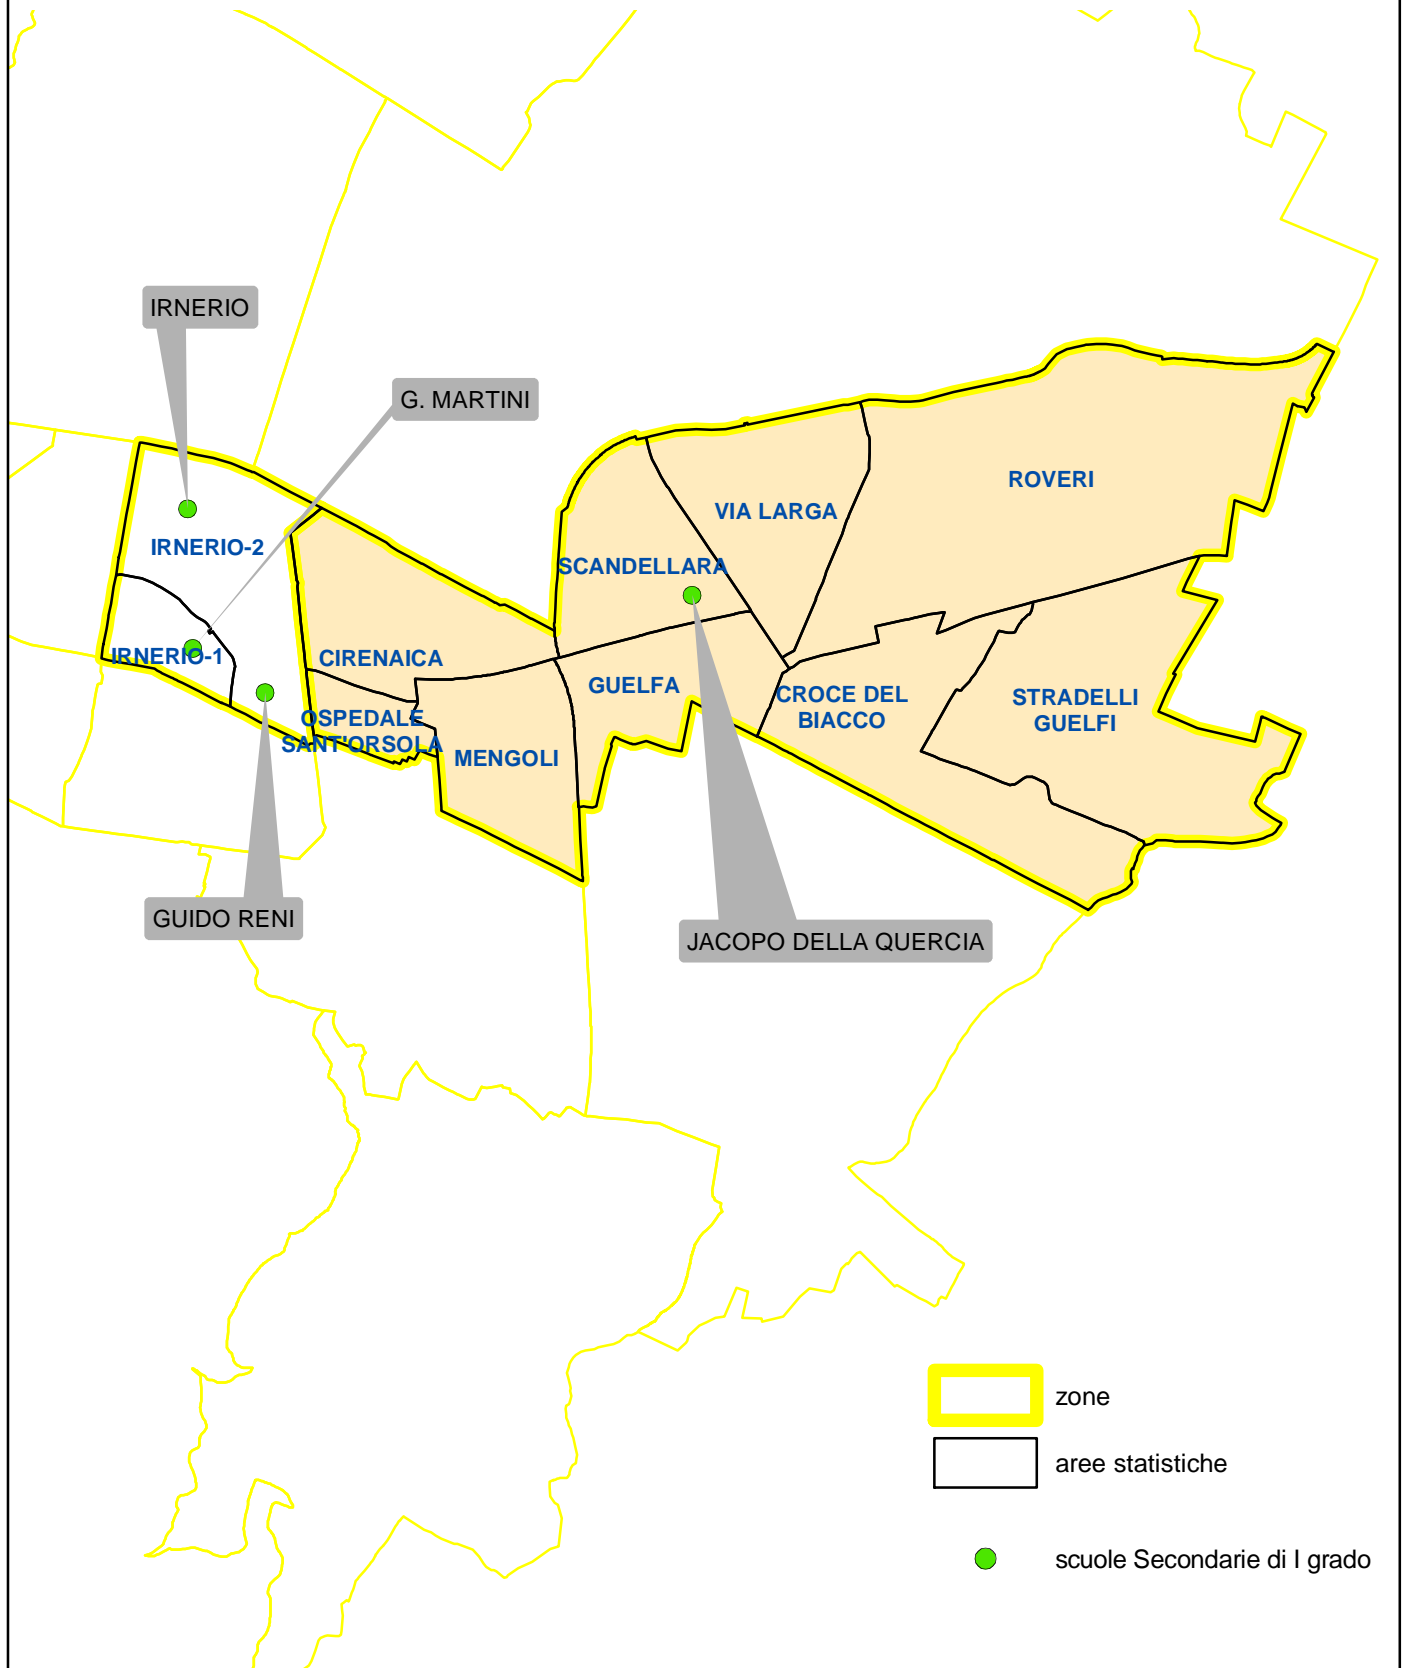 IRNERIO
G. MARTINI
ROVERI
VIA LARGA
IRNERIO-2
SCANDELLARA
IRNERIO-1
CIRENAICA
GUELFA
CROCE DEL
BIACCO
STRADELLI
GUELFI
OSPEDALE
SANT'ORSOLA
MENGOLI
GUIDO RENI
JACOPO DELLA QUERCIA
zone
aree statistiche
scuole Secondarie di I grado